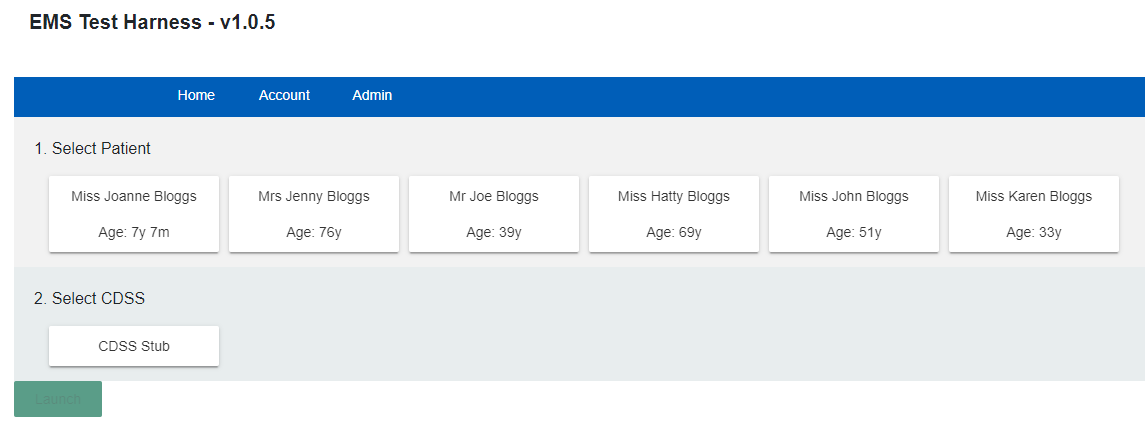 EMS Test Harness - v1.0.5
Home Account Admin
1. Select Patient
Miss Joanne Bloggs Mrs Jenny Bloggs Mr Joe Bloggs Miss Hatty Bloggs Miss John Bloggs Miss Karen Bloggs
Age: 7y 7m Age: 76y Age: 39y Age: 69y Age: 51y Age: 33y
2. Select CDSS
CDSS Stub
Launch